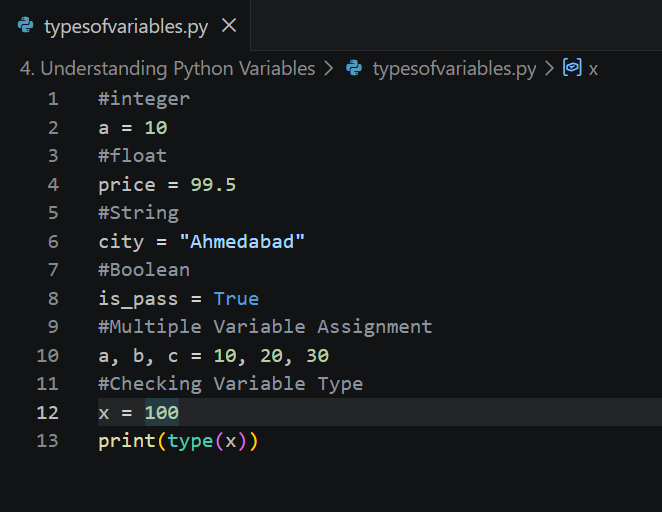 typesofvariables.py
4. Understanding Python Variables > typesofvariables.py > x
1 #integer
2 a = 10
3 #float
4 price = 99.5
5 #String
6 city = "Ahmedabad"
7 #Boolean
8 is_pass = True
9 #Multiple Variable Assignment
10 a, b, c = 10, 20, 30
11 #Checking Variable Type
12 x = 100
13 print(type(x))